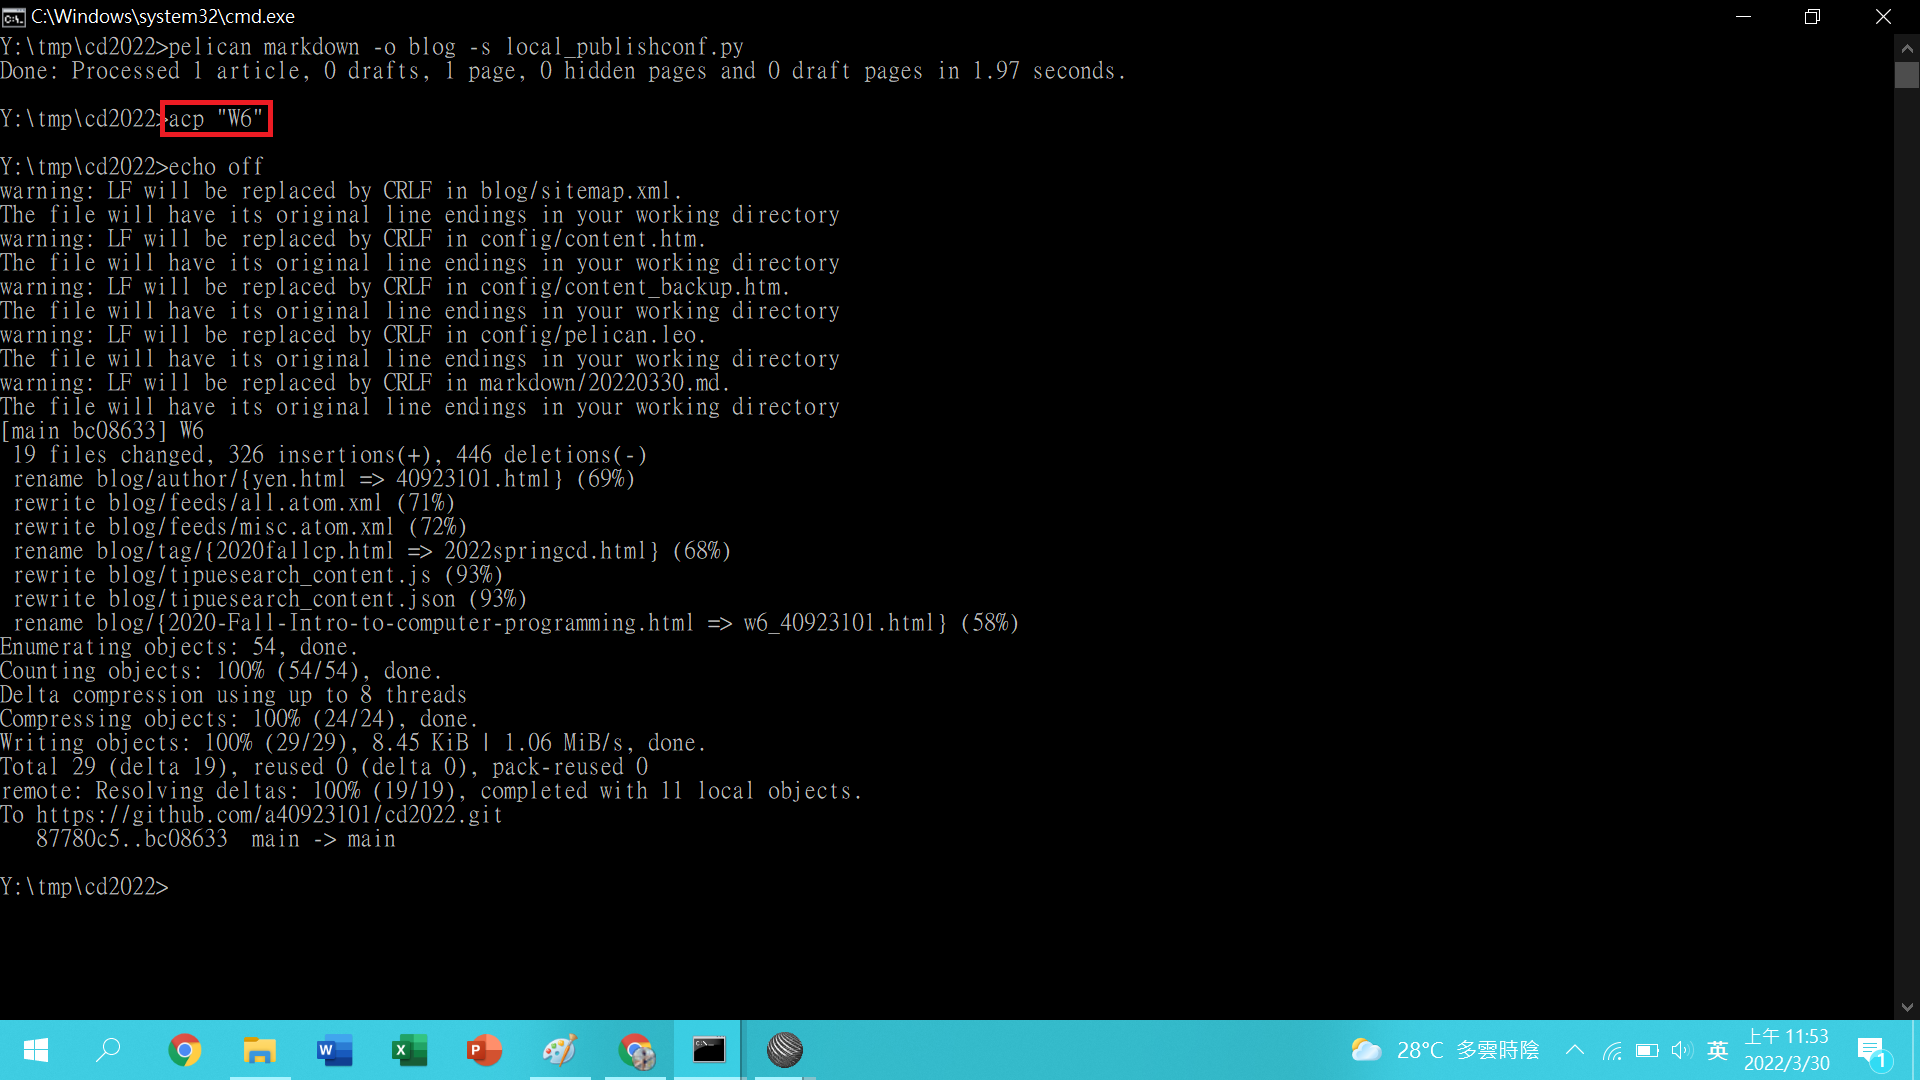 C:\Windows\system32\cmd.exe
Y:\tmp\cd2022>pelican markdown -o blog -s local_publishconf.py
Done: Processed 1 article, 0 drafts, 1 page, 0 hidden pages and 0 draft pages in 1.97 seconds.
Y:\tmp\cd2022>acp "W6"
Y:\tmp\cd2022>echo off
warning: LF will be replaced by CRLF in blog/sitemap.xml.
The file will have its original line endings in your working directory
warning: LF will be replaced by CRLF in config/content.htm.
The file will have its original line endings in your working directory
warning: LF will be replaced by CRLF in config/content_backup.htm.
The file will have its original line endings in your working directory
warning: LF will be replaced by CRLF in config/pelican.leo.
The file will have its original line endings in your working directory
warning: LF will be replaced by CRLF in markdown/20220330.md.
The file will have its original line endings in your working directory
[main bc08633] W6
 19 files changed, 326 insertions(+), 446 deletions(-)
 rename blog/author/{yen.html => 40923101.html} (69%)
 rewrite blog/feeds/all.atom.xml (71%)
 rewrite blog/feeds/misc.atom.xml (72%)
 rename blog/tag/{2020fallcp.html => 2022springcd.html} (68%)
 rewrite blog/tipuesearch_content.js (93%)
 rewrite blog/tipuesearch_content.json (93%)
 rename blog/{2020-Fall-Intro-to-computer-programming.html => w6_40923101.html} (58%)
Enumerating objects: 54, done.
Counting objects: 100% (54/54), done.
Delta compression using up to 8 threads
Compressing objects: 100% (24/24), done.
Writing objects: 100% (29/29), 8.45 KiB | 1.06 MiB/s, done.
Total 29 (delta 19), reused 0 (delta 0), pack-reused 0
remote: Resolving deltas: 100% (19/19), completed with 11 local objects.
To https://github.com/a40923101/cd2022.git
   87780c5..bc08633  main -> main
Y:\tmp\cd2022>
28°C 多雲時陰
英
上午 11:53
2022/3/30
1